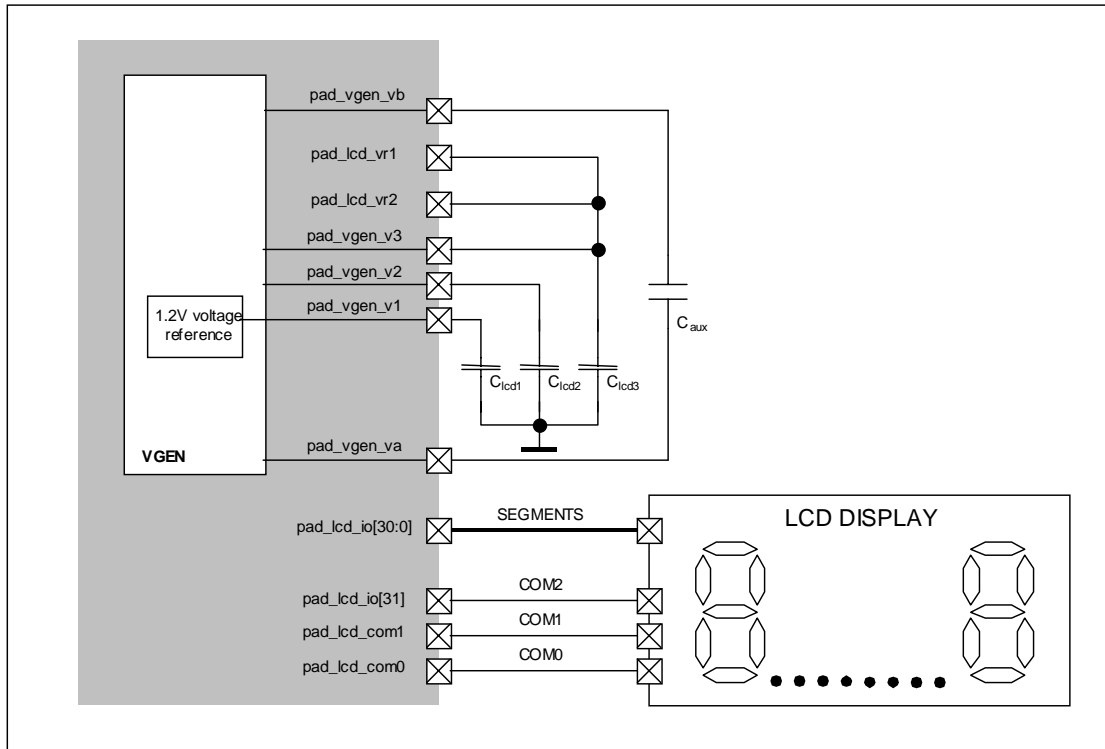 pad_vgen_vb
pad_lcd_vr1
pad_lcd_vr2
pad_vgen_v3
pad_vgen_v2
pad_vgen_v1
1.2V voltage
reference
Caux
Clcd1
Clcd2
Clcd3
pad_vgen_va
VGEN
pad_lcd_io[30:0]
SEGMENTS
LCD DISPLAY
pad_lcd_io[31]
COM2
pad_lcd_com1
COM1
pad_lcd_com0
COM0